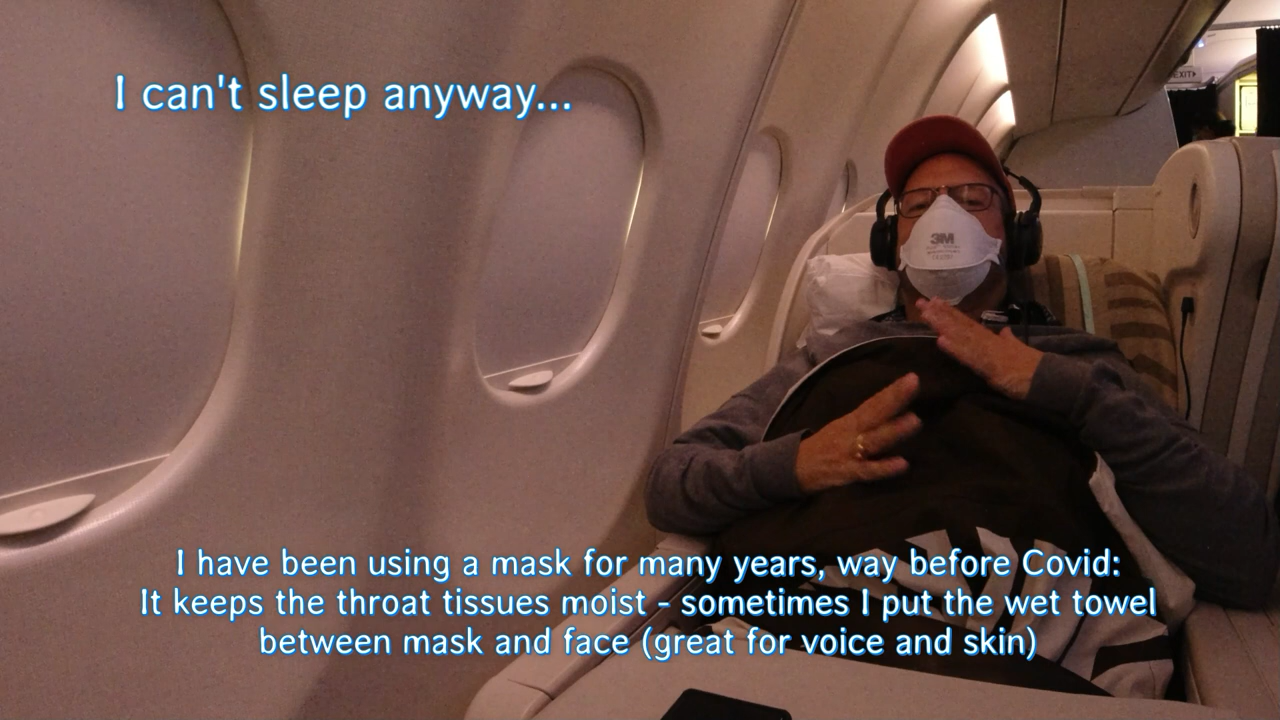 I can't sleep anyway...
EXIT
3M
I have been using a mask for many years, way before Covid:
It keeps the throat tissues moist - sometimes I put the wet towel
between mask and face (great for voice and skin)